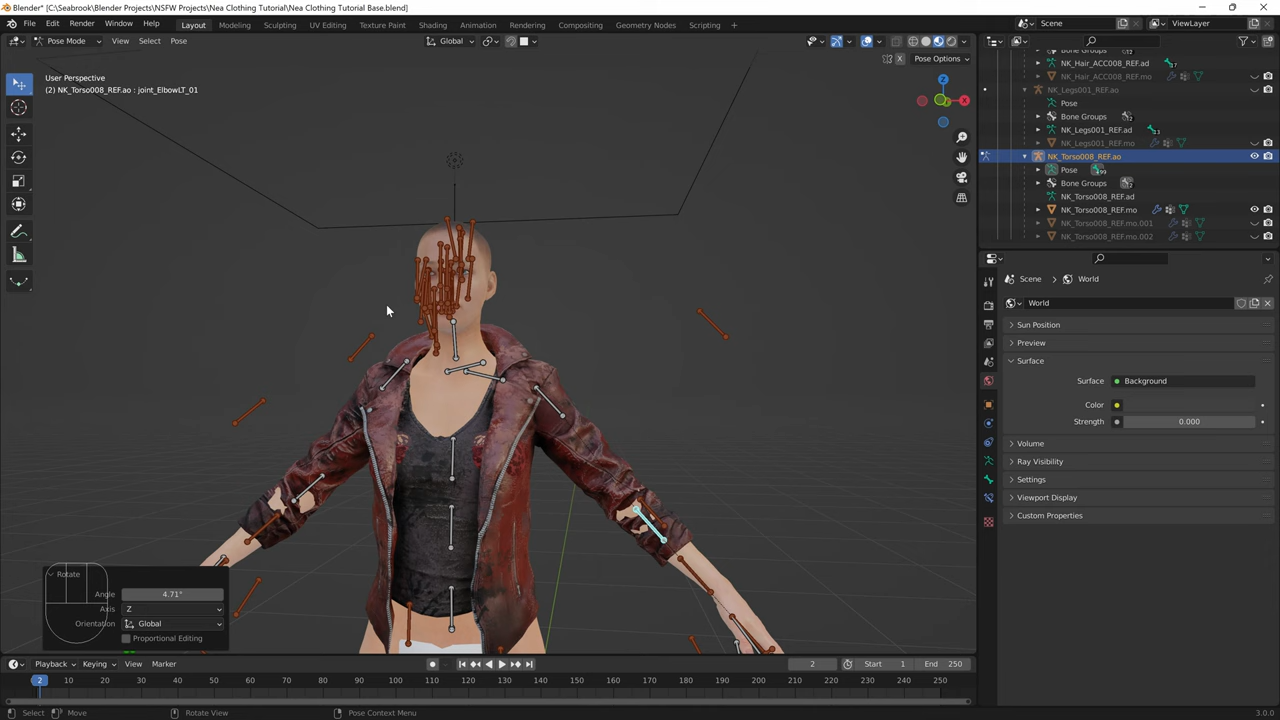 Blender* [C:\Seabrook\Blender Projects\NSFW Projects\Nea Clothing Tutorial\Nea Clothing Tutorial Base.blend]
File Edit Render Window Help Layout Modeling Sculpting UV Editing Texture Paint Shading Animation Rendering Compositing Geometry Nodes Scripting + Scene ViewLayer
Pose Mode View Select Pose Global
X Pose Options
User Perspective
(2) NK_Torso008_REF.ao : joint_ElbowLT_01
Z
X
Bone Groups 12
NK_Hair_ACC008_REF.ad
NK_Hair_ACC008_REF.mo
NK_Legs001_REF.ao
Pose
Bone Groups
NK_Legs001_REF.ad
NK_Legs001_REF.mo
NK_Torso008_REF.ao
Pose 99
Bone Groups
NK_Torso008_REF.ad
NK_Torso008_REF.mo
NK_Torso008_REF.mo.001
NK_Torso008_REF.mo.002
Scene > World
World
Sun Position
Preview
Surface
Surface Background
Color
Strength 0.000
Volume
Ray Visibility
Settings
Viewport Display
Custom Properties
Rotate
Angle 4.71°
Axis Z
Orientation Global
Proportional Editing
Playback Keying View Marker 2 Start 1 End 250
2 10 20 30 40 50 60 70 80 90 100 110 120 130 140 150 160 170 180 190 200 210 220 230 240 250
Select Move Rotate View Pose Context Menu 3.0.0